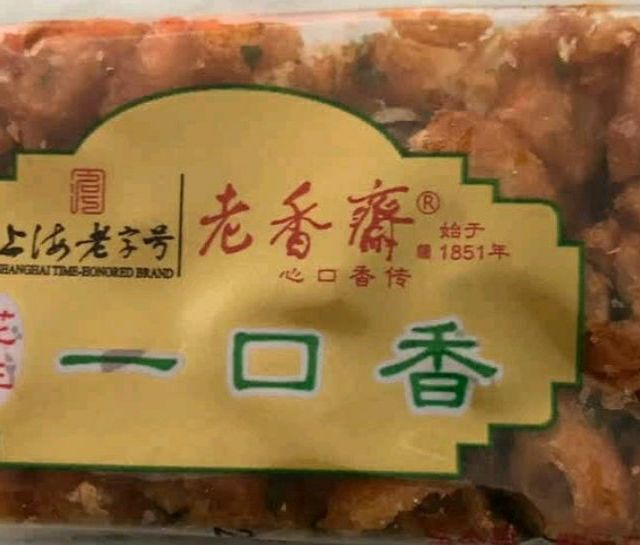 上海老字号
SHANGHAI TIME-HONORED BRAND
老香斋®
始于
1851年
心口香传
一口香